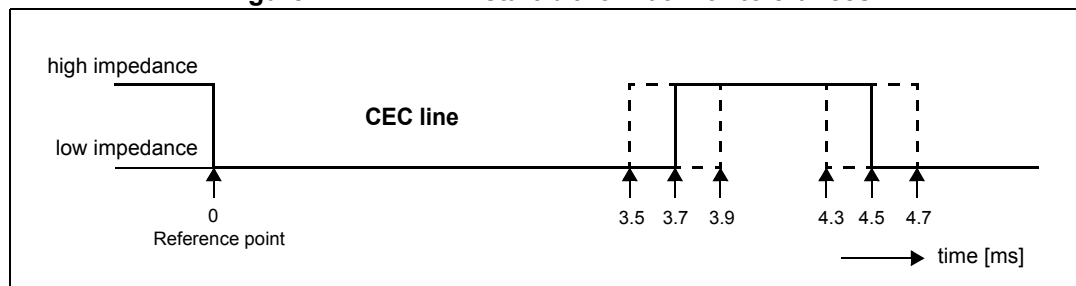 high impedance
CEC line
low impedance
0
Reference point
3.5 3.7 3.9 4.3 4.5 4.7
time [ms]